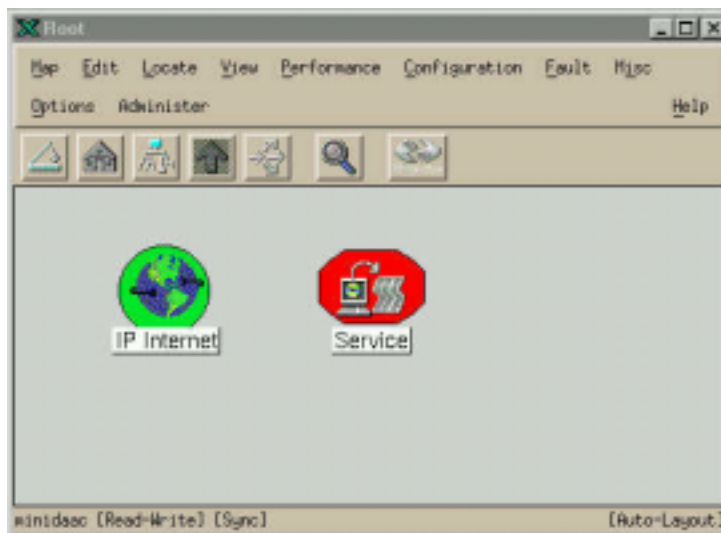 Root
Map Edit Locate View Performance Configuration Fault Misc
Options Administer Help
IP Internet Service
minidaac [Read-Write] [Sync] [Auto-Layout]